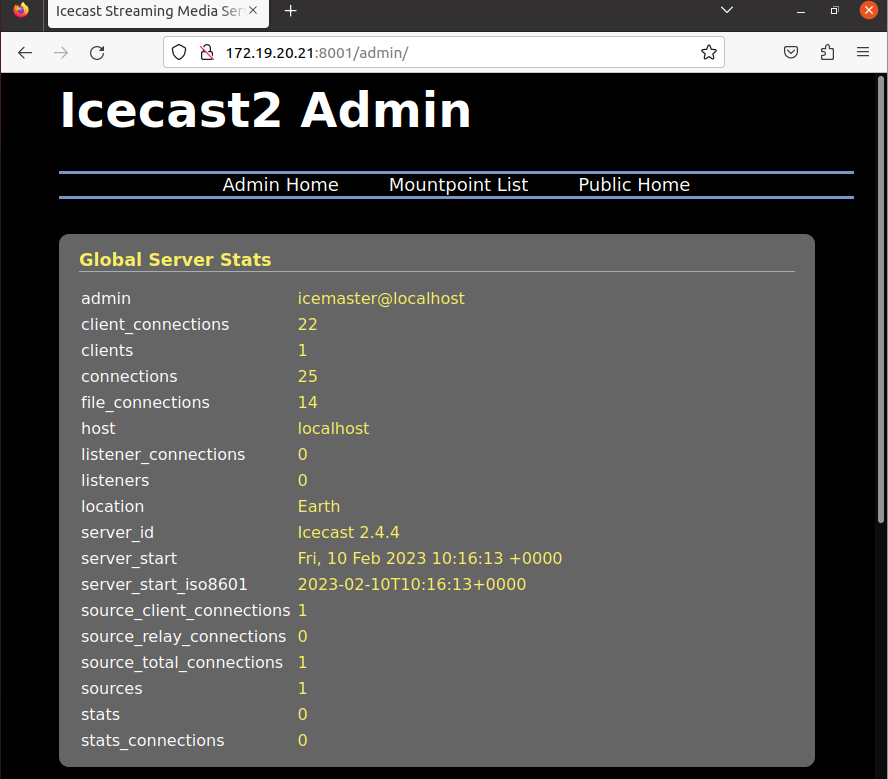 Icecast Streaming Media Ser
172.19.20.21:8001/admin/
Icecast2 Admin
Admin Home Mountpoint List Public Home
Global Server Stats
admin icemaster@localhost
client_connections 22
clients 1
connections 25
file_connections 14
host localhost
listener_connections 0
listeners 0
location Earth
server_id Icecast 2.4.4
server_start Fri, 10 Feb 2023 10:16:13 +0000
server_start_iso8601 2023-02-10T10:16:13+0000
source_client_connections 1
source_relay_connections 0
source_total_connections 1
sources 1
stats 0
stats_connections 0